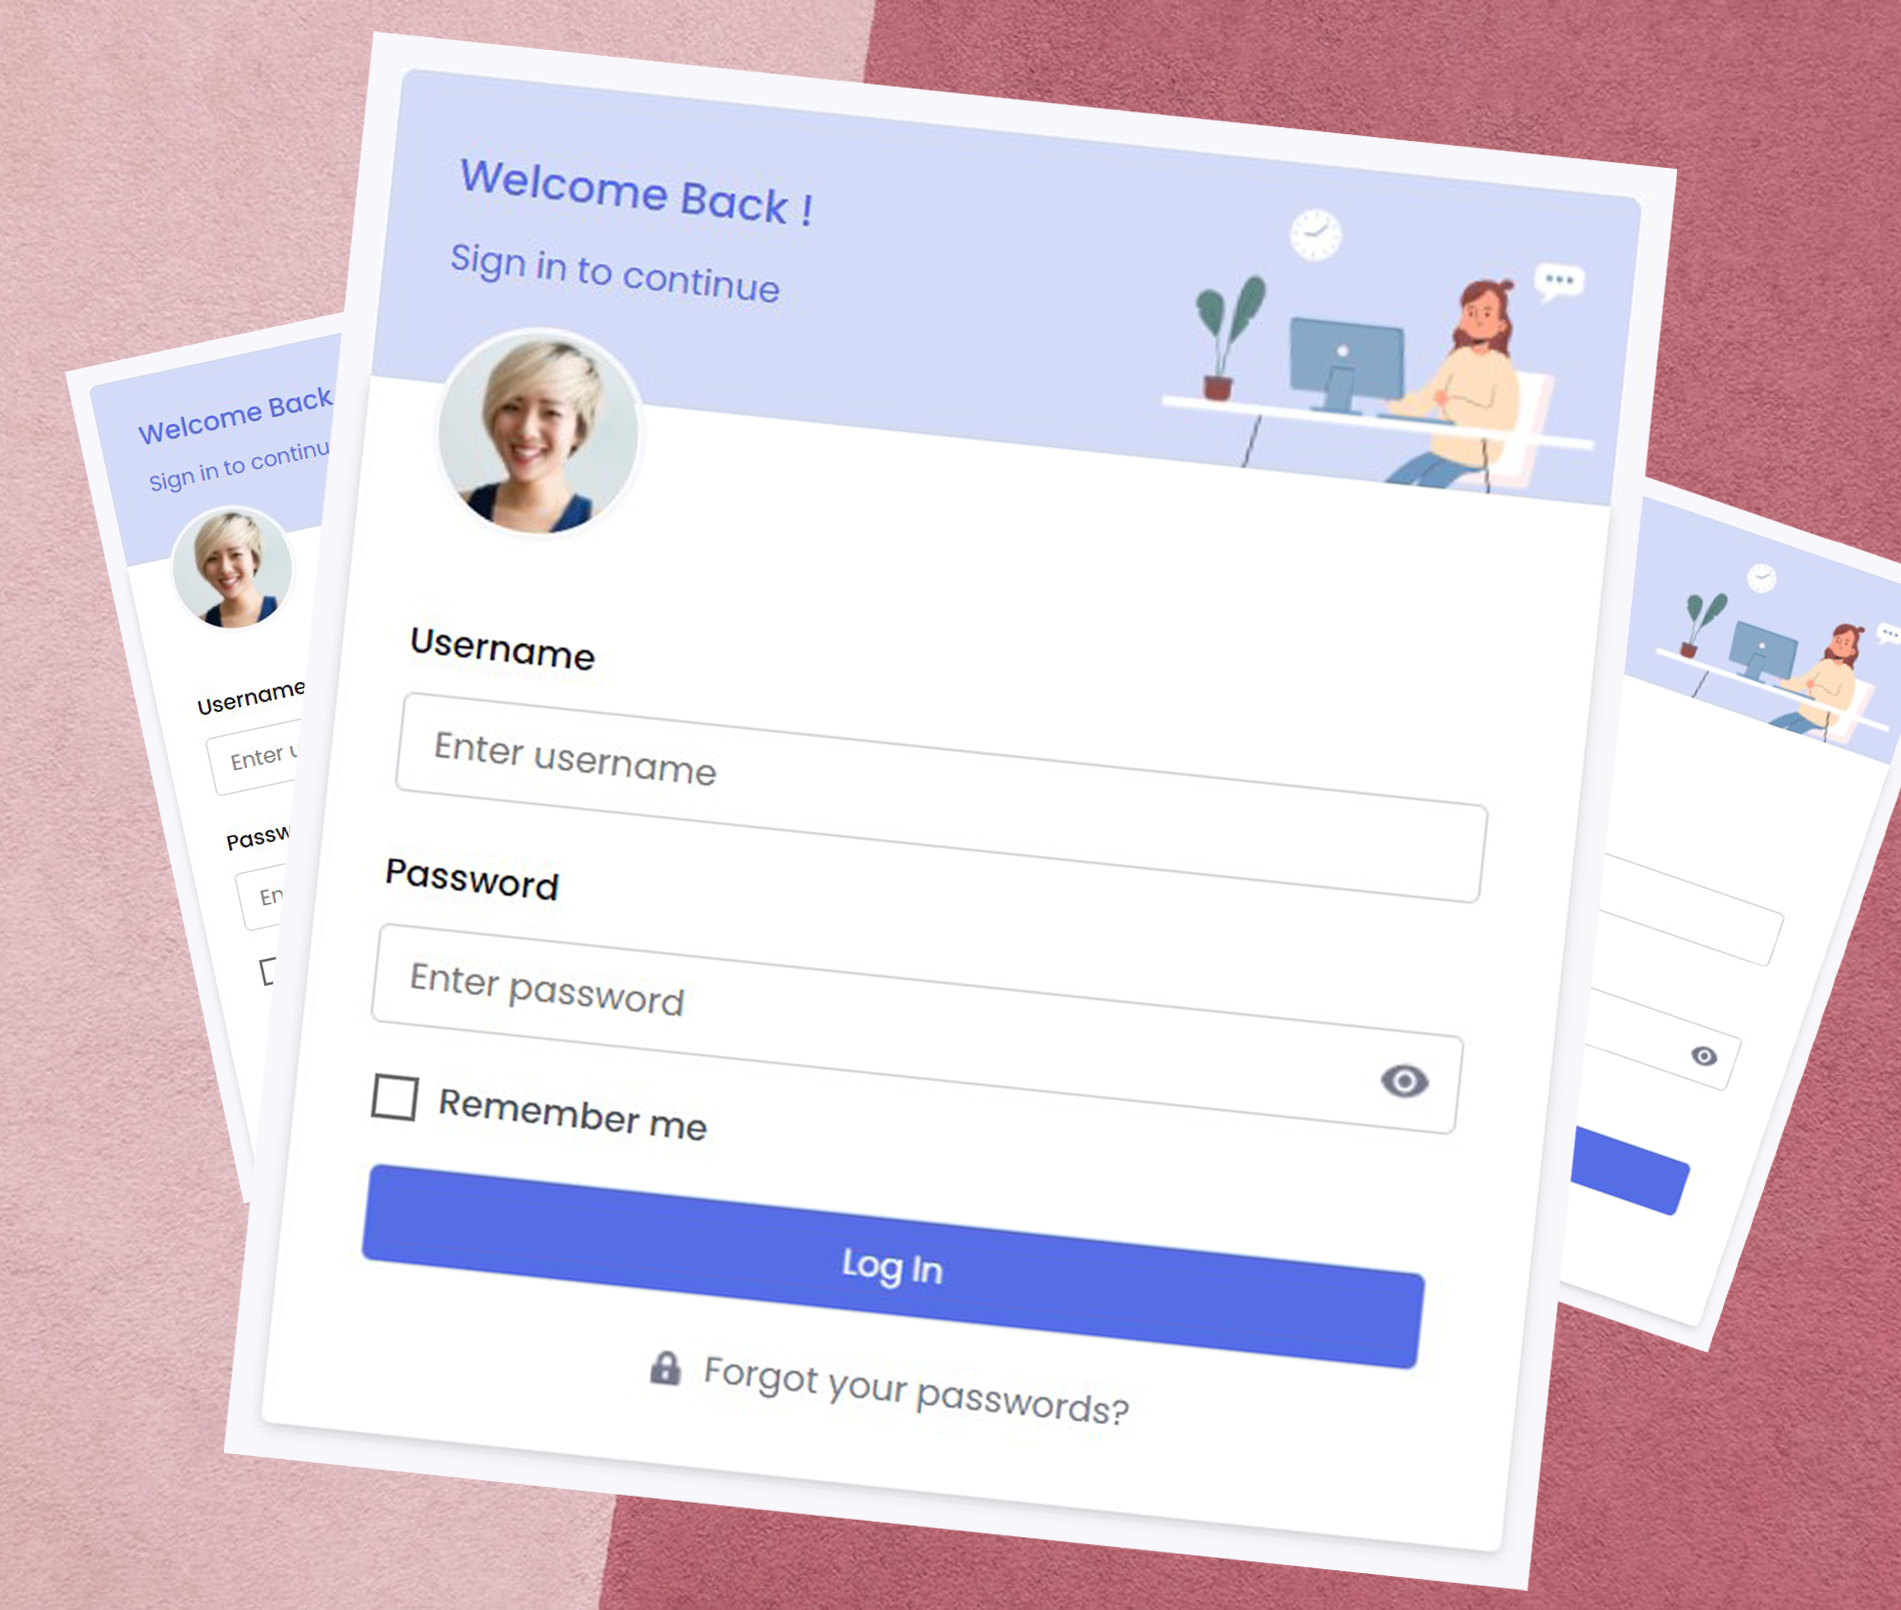 Welcome Back !
Sign in to continue
Username
Enter username
Password
Enter password
Remember me
Log In
Forgot your passwords?
Welcome Back
Sign in to continu
Username
Enter u
Passw
En